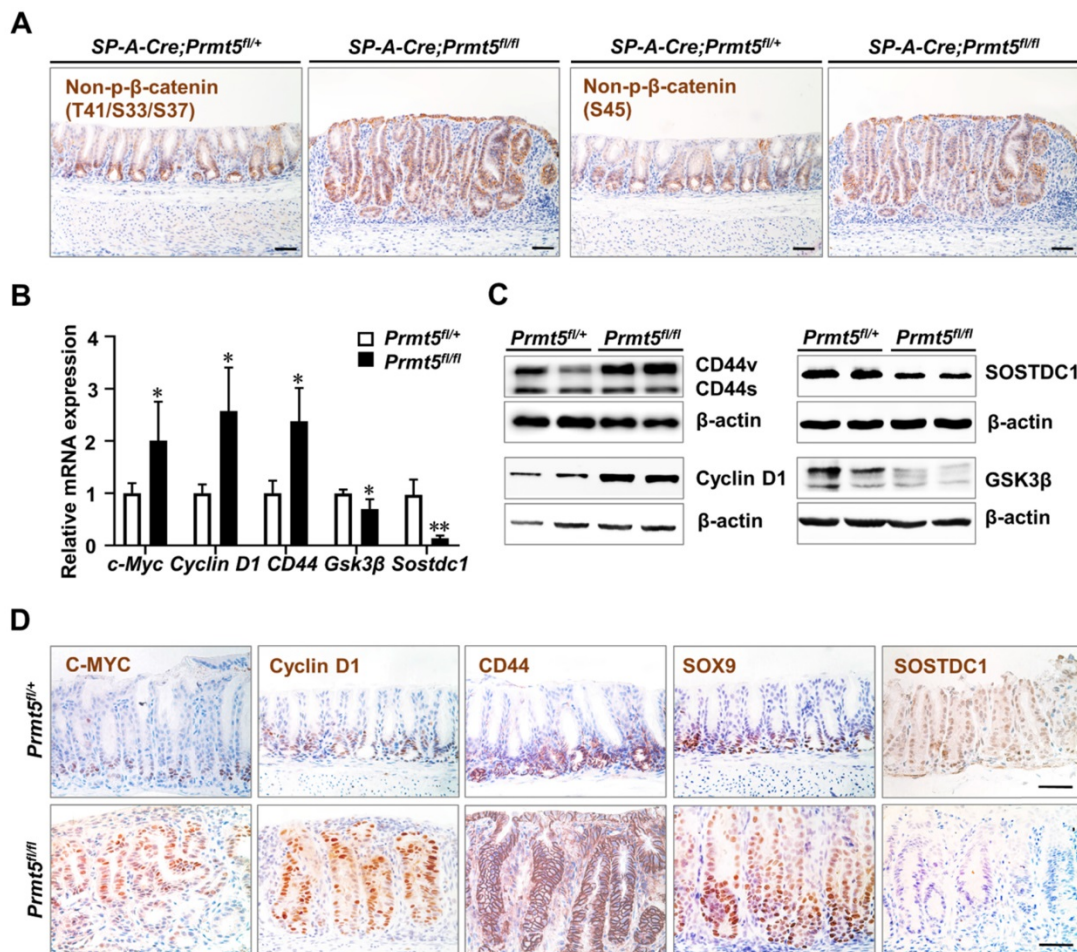 A
SP-A-Cre;Prmt5fl/+
SP-A-Cre;Prmt5fl/fl
SP-A-Cre;Prmt5fl/+
SP-A-Cre;Prmt5fl/fl
Non-p-β-catenin
(T41/S33/S37)
Non-p-β-catenin
(S45)
B
Relative mRNA expression
4
3
2
1
0
Prmt5fl/+
Prmt5fl/fl
*
*
*
*
**
c-Myc Cyclin D1 CD44 Gsk3β Sostdc1
C
Prmt5fl/+ Prmt5fl/fl
CD44v
CD44s
β-actin
Cyclin D1
β-actin
Prmt5fl/+ Prmt5fl/fl
SOSTDC1
β-actin
GSK3β
β-actin
D
Prmt5fl/+
C-MYC
Cyclin D1
CD44
SOX9
SOSTDC1
Prmt5fl/fl